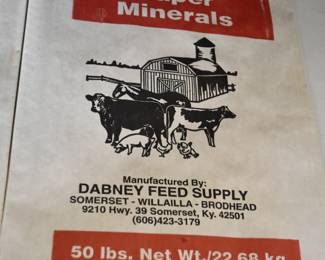 Super
Minerals
Manufactured By:
DABNEY FEED SUPPLY
SOMERSET - WILLAILLA - BRODHEAD
9210 Hwy. 39 Somerset, Ky. 42501
(606)423-3179
50 lbs. Net Wt./22.68 kg